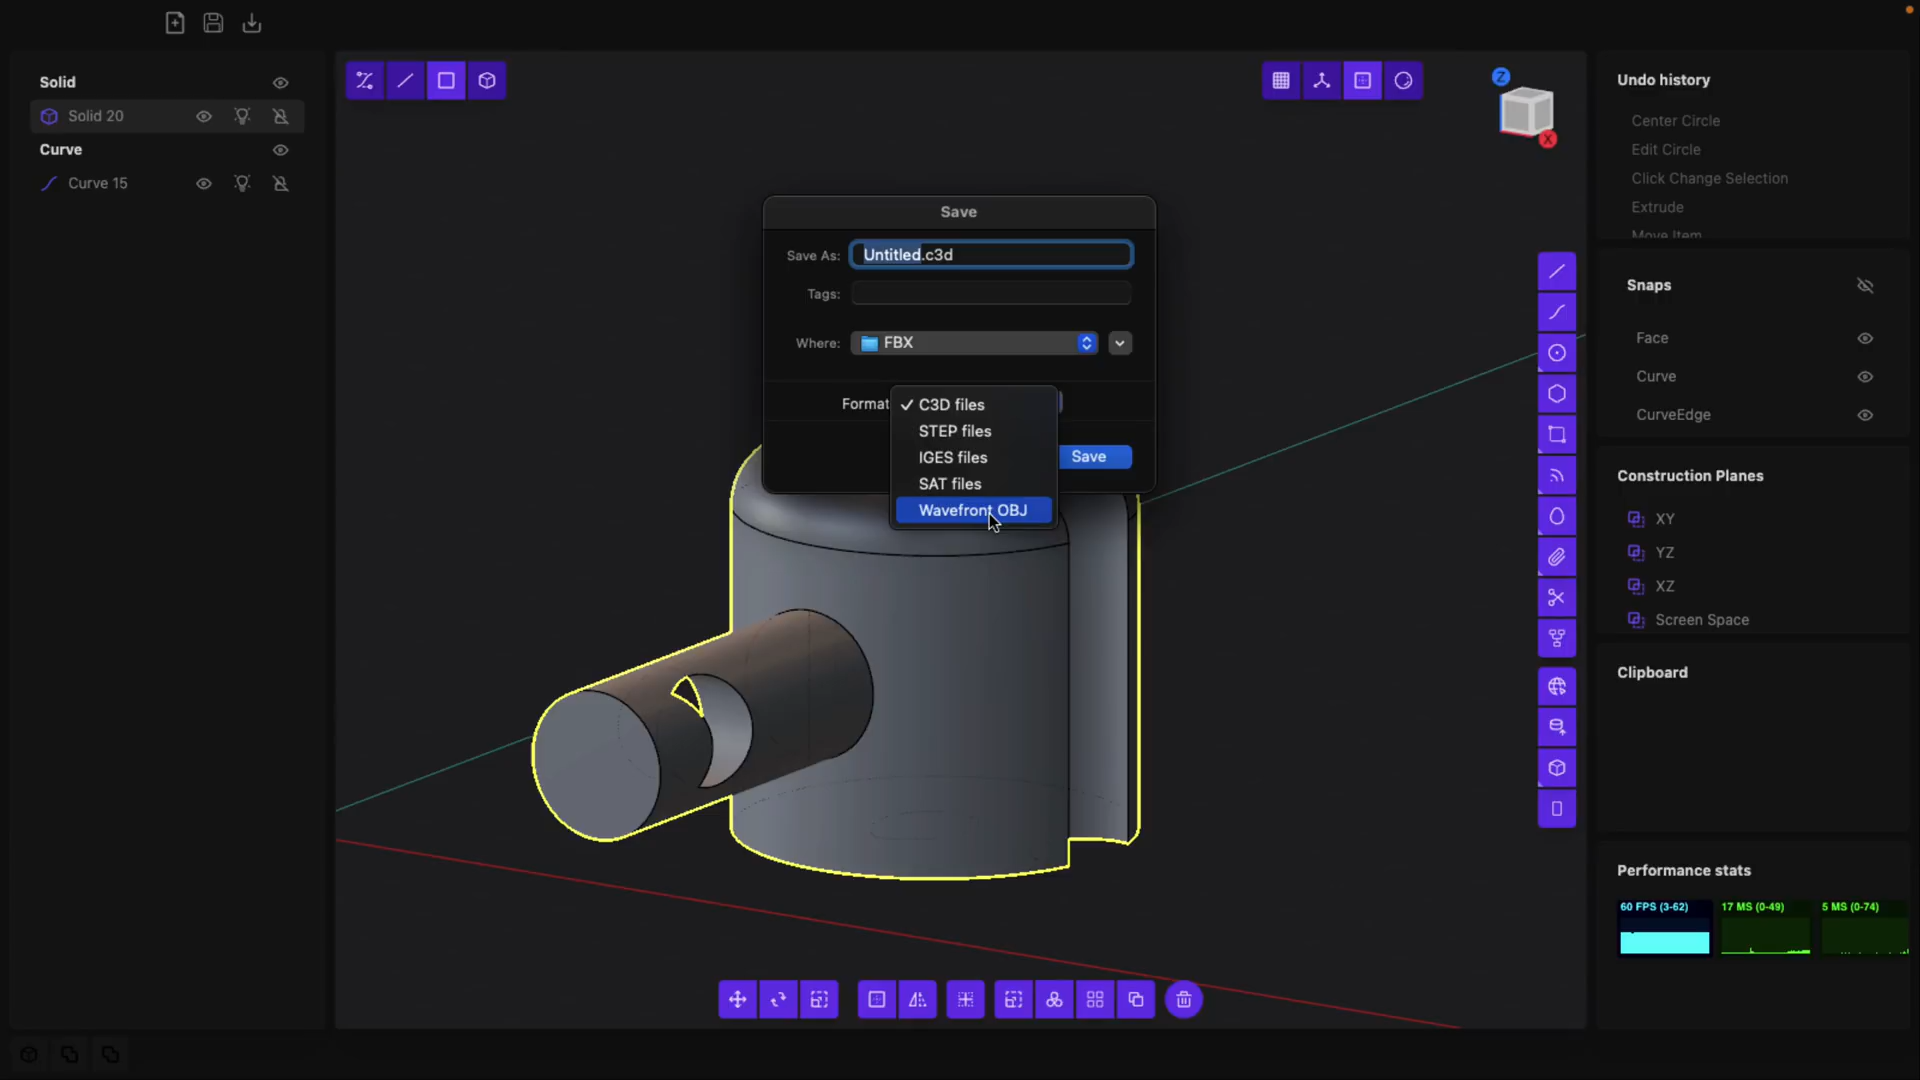 Solid
Solid 20
Curve
Curve 15
Z
X
Save
Save As:
Untitled.c3d
Tags:
Where:
FBX
Format
✓ C3D files
STEP files
IGES files
SAT files
Wavefront OBJ
Save
Undo history
Center Circle
Edit Circle
Click Change Selection
Extrude
Move Item
Snaps
Face
Curve
CurveEdge
Construction Planes
XY
YZ
XZ
Screen Space
Clipboard
Performance stats
60 FPS (3-62)
17 MS (0-49)
5 MS (0-74)